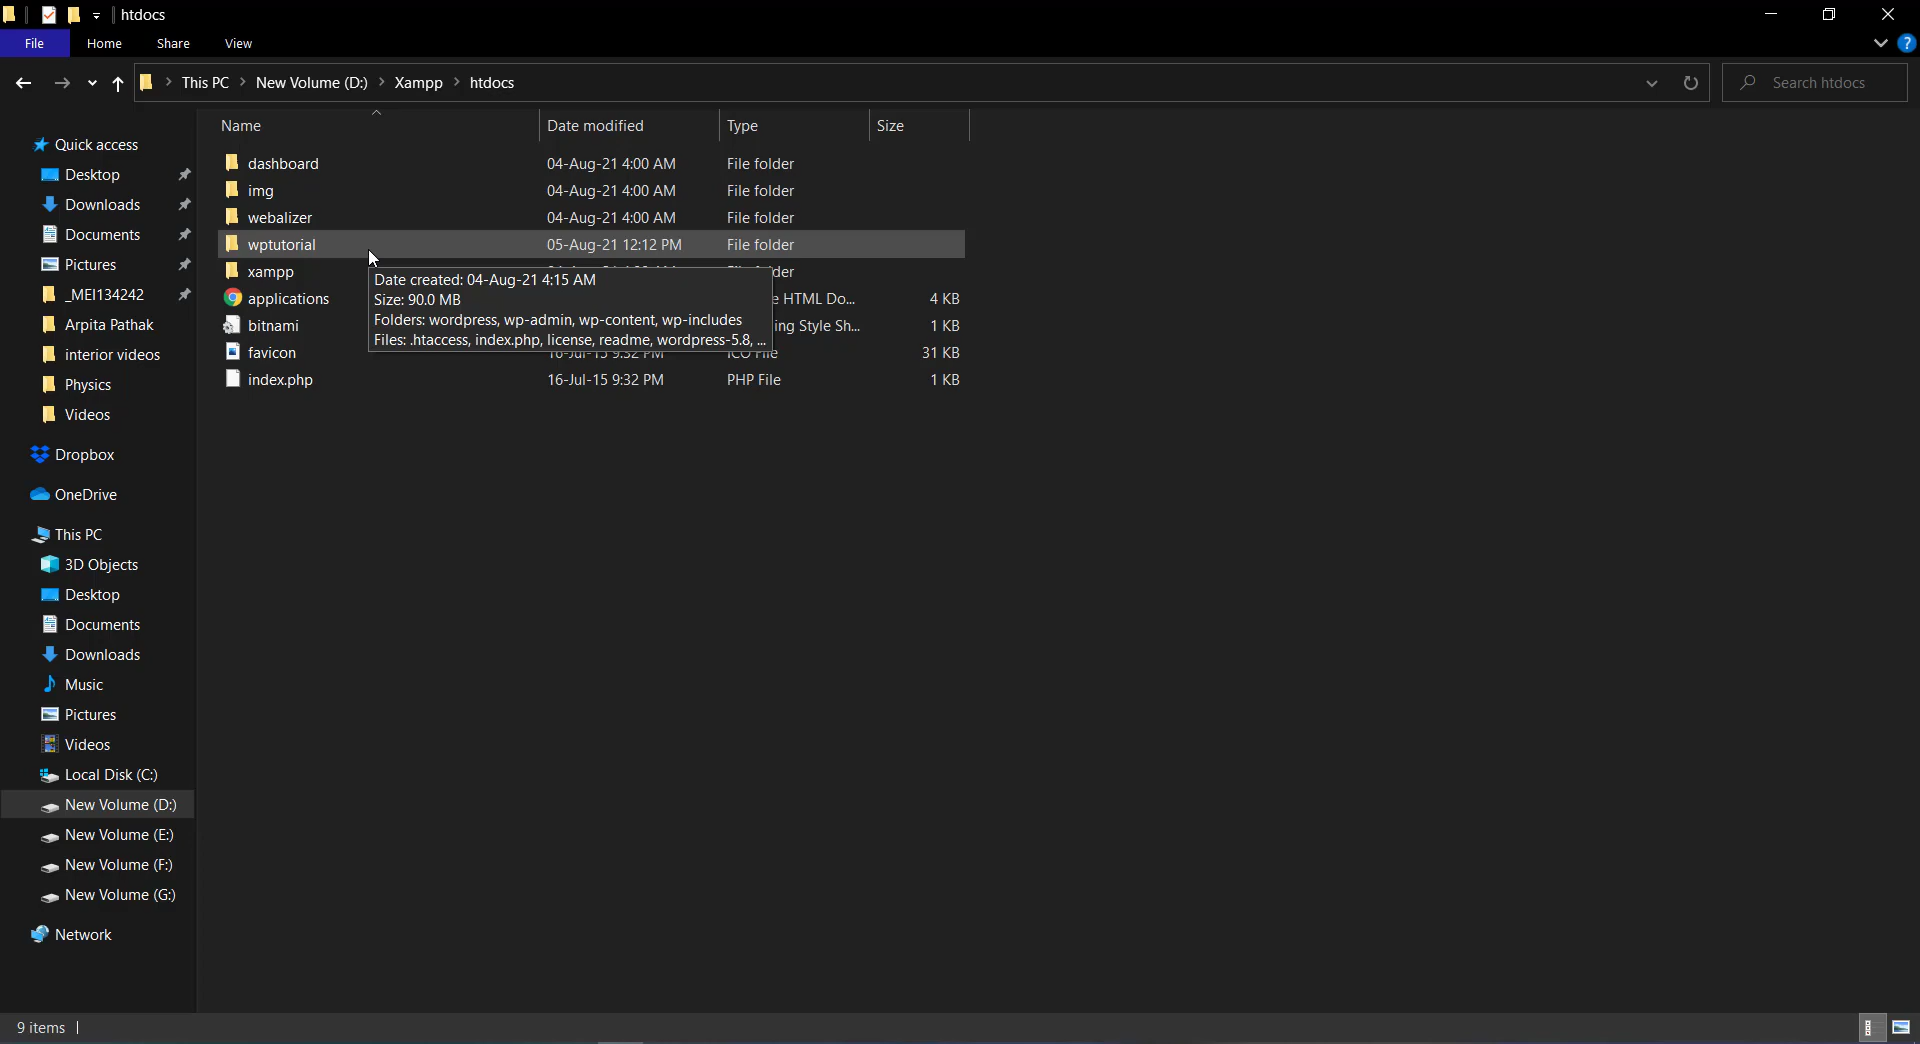 htdocs
File Home Share View
This PC New Volume (D:) Xampp htdocs Search htdocs
Name Date modified Type Size
Quick access
Desktop
Downloads
Documents
Pictures
_MEI134242
Arpita Pathak
interior videos
Physics
Videos
Dropbox
OneDrive
This PC
3D Objects
Desktop
Documents
Downloads
Music
Pictures
Videos
Local Disk (C:)
New Volume (D:)
New Volume (E:)
New Volume (F:)
New Volume (G:)
Network
dashboard 04-Aug-21 4:00 AM File folder
img 04-Aug-21 4:00 AM File folder
webalizer 04-Aug-21 4:00 AM File folder
wptutorial 05-Aug-21 12:12 PM File folder
xampp der
Date created: 04-Aug-21 4:15 AM
Size: 90.0 MB
Folders: wordpress, wp-admin, wp-content, wp-includes
Files: .htaccess, index.php, license, readme, wordpress-5.8, ...
applications e HTML Do... 4 KB
bitnami ing Style Sh... 1 KB
favicon 16-Jul-15 9:32 PM ICO File 31 KB
index.php 16-Jul-15 9:32 PM PHP File 1 KB
9 items